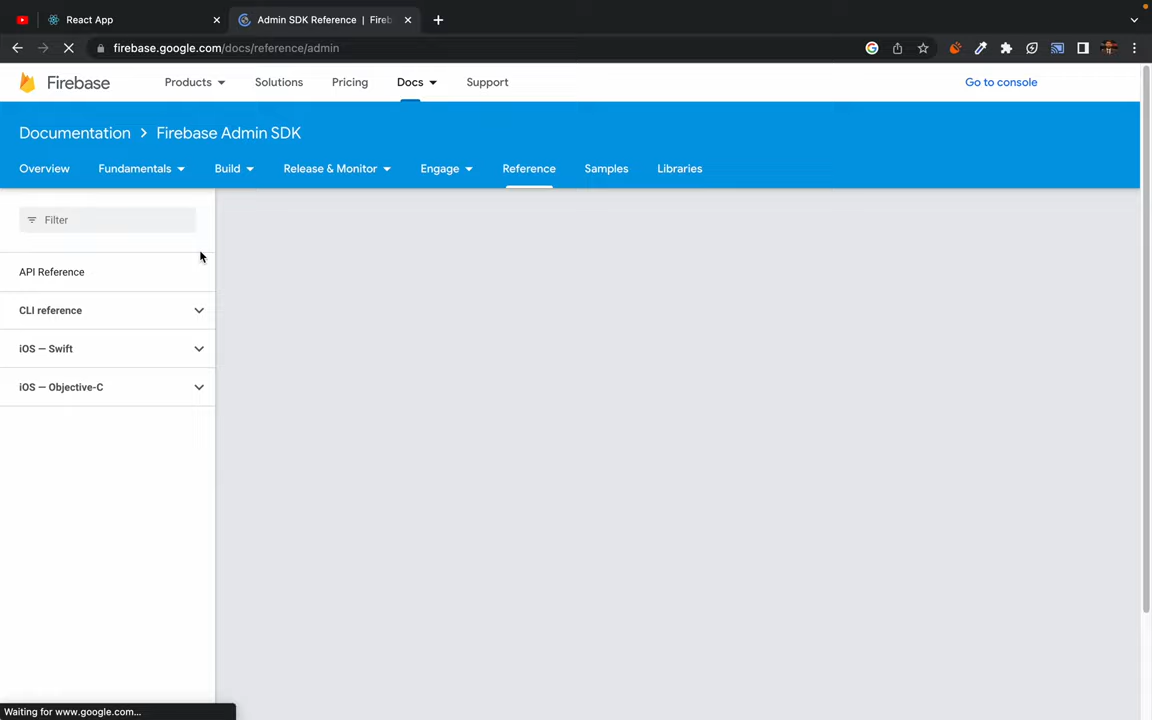 React App
Admin SDK Reference | Fireb
firebase.google.com/docs/reference/admin
Firebase
Products
Solutions
Pricing
Docs
Support
Go to console
Documentation > Firebase Admin SDK
Overview
Fundamentals
Build
Release & Monitor
Engage
Reference
Samples
Libraries
Filter
API Reference
CLI reference
iOS — Swift
iOS — Objective-C
Waiting for www.google.com...